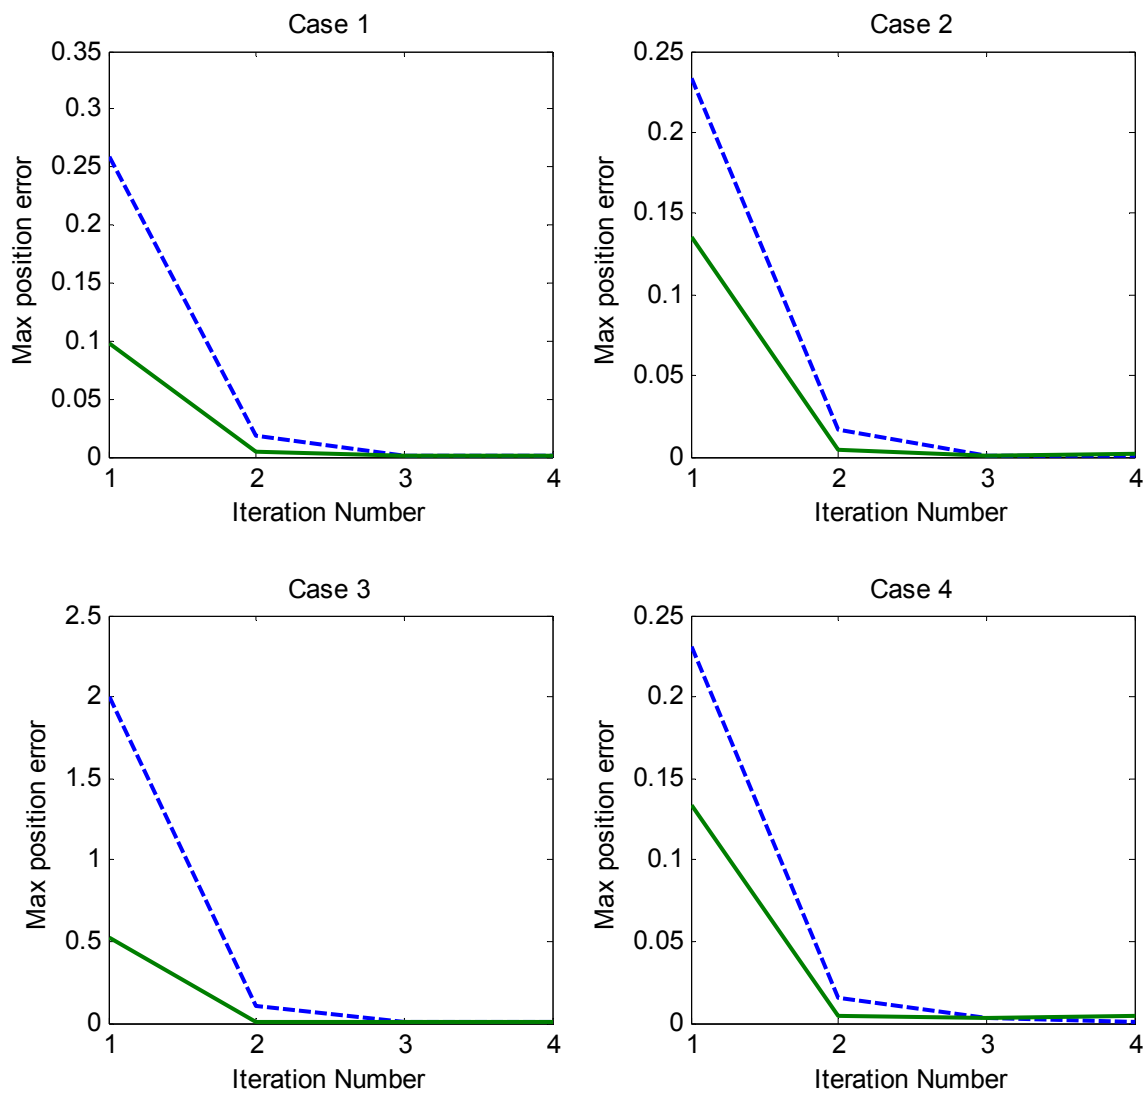 Case 1
0.35
0.3
0.25
0.2
0.15
0.1
0.05
0
1 2 3 4
Max position error
Iteration Number
Case 2
0.25
0.2
0.15
0.1
0.05
0
1 2 3 4
Max position error
Iteration Number
Case 3
2.5
2
1.5
1
0.5
0
1 2 3 4
Max position error
Iteration Number
Case 4
0.25
0.2
0.15
0.1
0.05
0
1 2 3 4
Max position error
Iteration Number